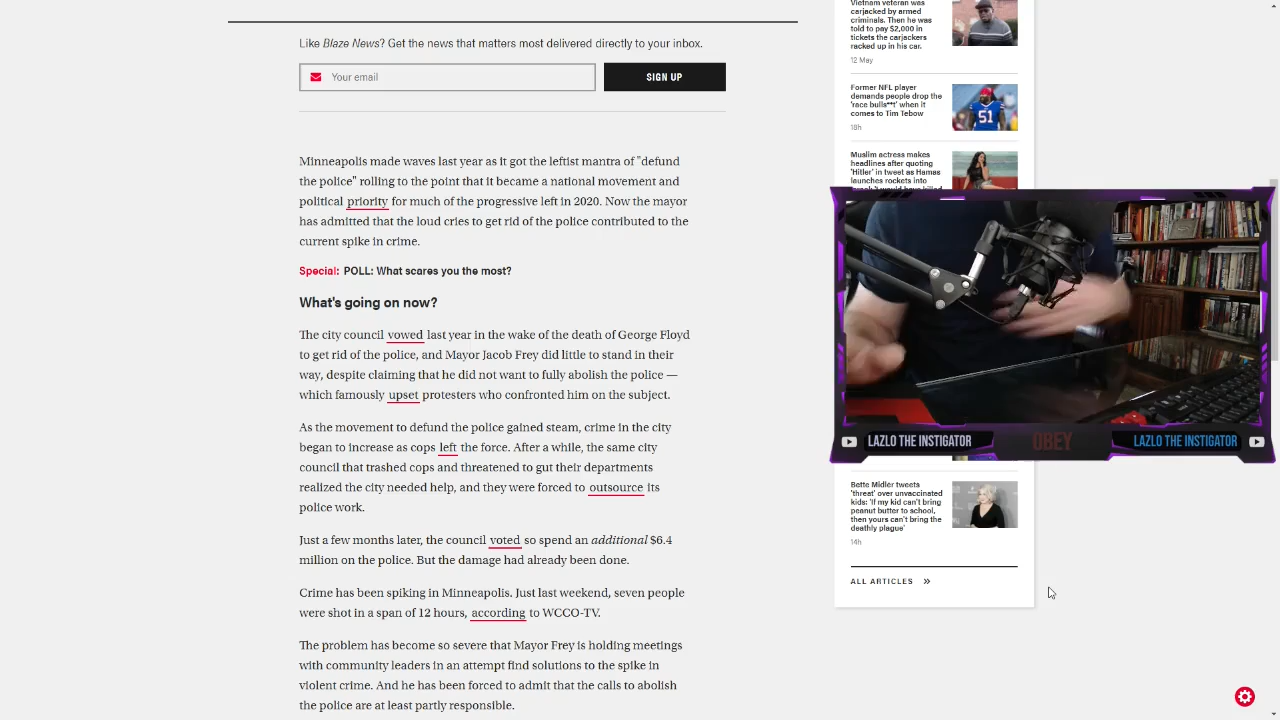 Like Blaze News? Get the news that matters most delivered directly to your inbox.
Your email
SIGN UP
Minneapolis made waves last year as it got the leftist mantra of "defund
the police" rolling to the point that it became a national movement and
political priority for much of the progressive left in 2020. Now the mayor
has admitted that the loud cries to get rid of the police contributed to the
current spike in crime.
Special: POLL: What scares you the most?
What's going on now?
The city council vowed last year in the wake of the death of George Floyd
to get rid of the police, and Mayor Jacob Frey did little to stand in their
way, despite claiming that he did not want to fully abolish the police —
which famously upset protesters who confronted him on the subject.
As the movement to defund the police gained steam, crime in the city
began to increase as cops left the force. After a while, the same city
council that trashed cops and threatened to gut their departments
realized the city needed help, and they were forced to outsource its
police work.
Just a few months later, the council voted so spend an additional $6.4
million on the police. But the damage had already been done.
Crime has been spiking in Minneapolis. Just last weekend, seven people
were shot in a span of 12 hours, according to WCCO-TV.
The problem has become so severe that Mayor Frey is holding meetings
with community leaders in an attempt find solutions to the spike in
violent crime. And he has been forced to admit that the calls to abolish
the police are at least partly responsible.
Vietnam veteran was
carjacked by armed
criminals. Then he was
told to pay $2,000 in
tickets the carjackers
racked up in his car.
12 May
Former NFL player
demands people drop the
'race bulls**t' when it
comes to Tim Tebow
18h
51
Muslim actress makes
headlines after quoting
'Hitler' in tweet as Hamas
launches rockets into
LAZLO THE INSTIGATOR
OBEY
LAZLO THE INSTIGATOR
Bette Midler tweets
'threat' over unvaccinated
kids: 'If my kid can't bring
peanut butter to school,
then yours can't bring the
deathly plague'
14h
ALL ARTICLES